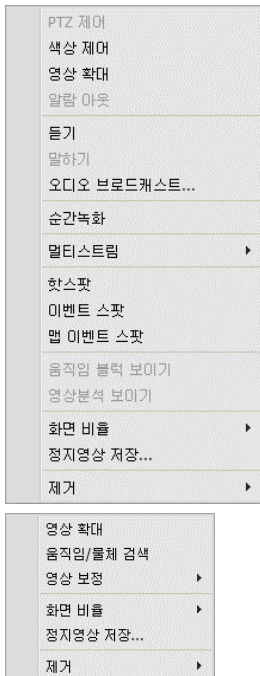 PTZ 제어
색상 제어
영상 확대
알람 아웃
듣기
말하기
오디오 브로드캐스트...
순간녹화
멀티스트림
핫스팟
이벤트 스팟
맵 이벤트 스팟
움직임 블럭 보이기
영상분석 보이기
화면 비율
정지영상 저장...
제거
영상 확대
움직임/물체 검색
영상 보정
화면 비율
정지영상 저장...
제거